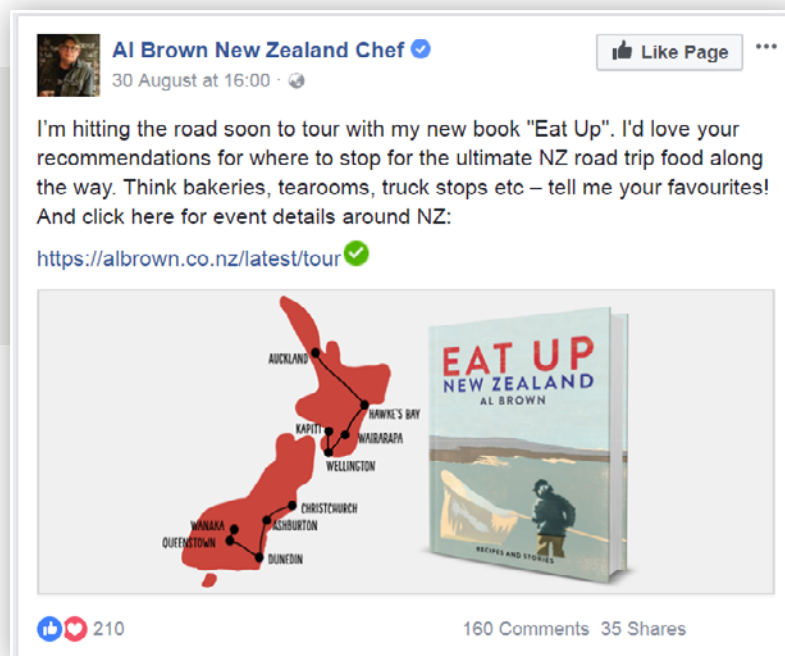 Al Brown New Zealand Chef
Like Page
30 August at 16:00 ·
I'm hitting the road soon to tour with my new book "Eat Up". I'd love your
recommendations for where to stop for the ultimate NZ road trip food along
the way. Think bakeries, tearooms, truck stops etc – tell me your favourites!
And click here for event details around NZ:
https://albrown.co.nz/latest/tour
AUCKLAND
HAWKE'S BAY
KAPITI
WAIRARAPA
WELLINGTON
CHRISTCHURCH
WANAKA
ASHBURTON
QUEENSTOWN
DUNEDIN
EAT UP
NEW ZEALAND
AL BROWN
RECIPES AND STORIES
210
160 Comments 35 Shares